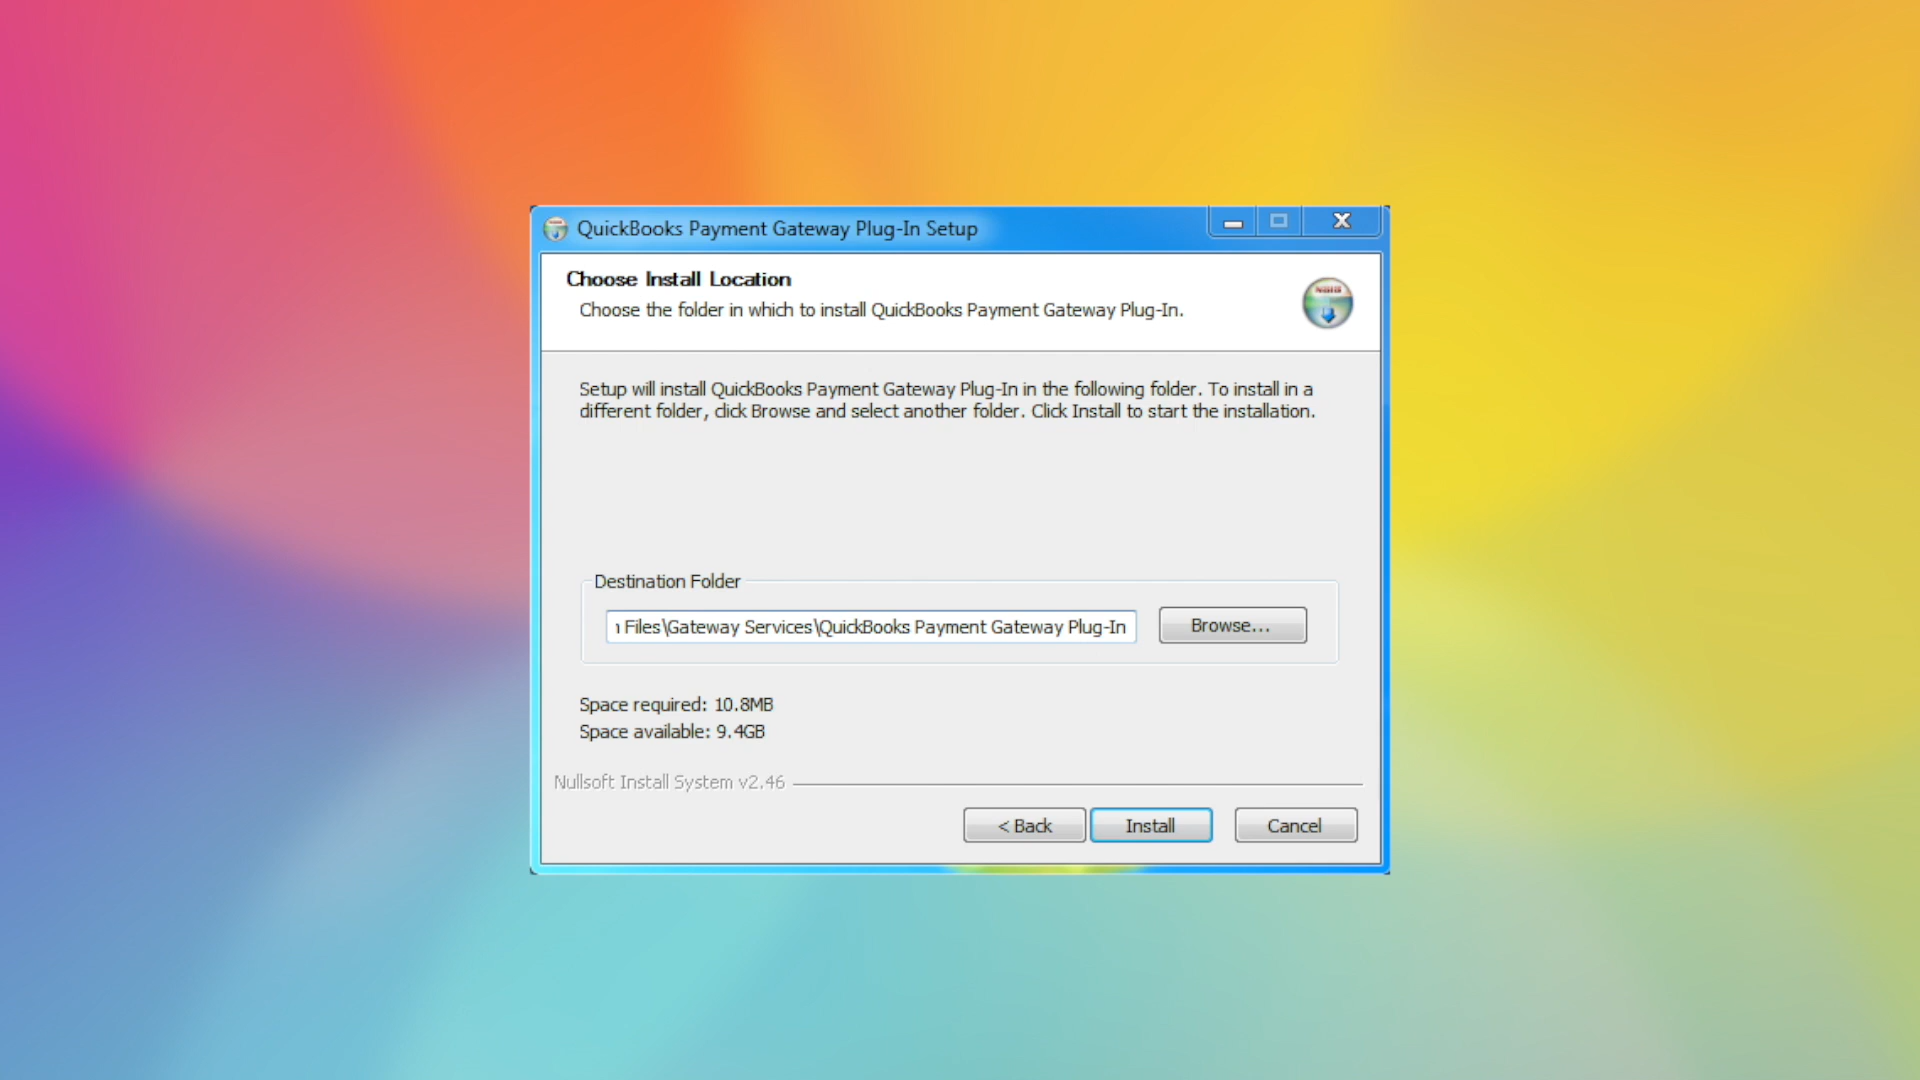 QuickBooks Payment Gateway Plug-In Setup
Choose Install Location
Choose the folder in which to install QuickBooks Payment Gateway Plug-In.
Setup will install QuickBooks Payment Gateway Plug-In in the following folder. To install in a
different folder, click Browse and select another folder. Click Install to start the installation.
Destination Folder
Files\Gateway Services\QuickBooks Payment Gateway Plug-In
Browse...
Space required: 10.8MB
Space available: 9.4GB
Nullsoft Install System v2.46
< Back
Install
Cancel